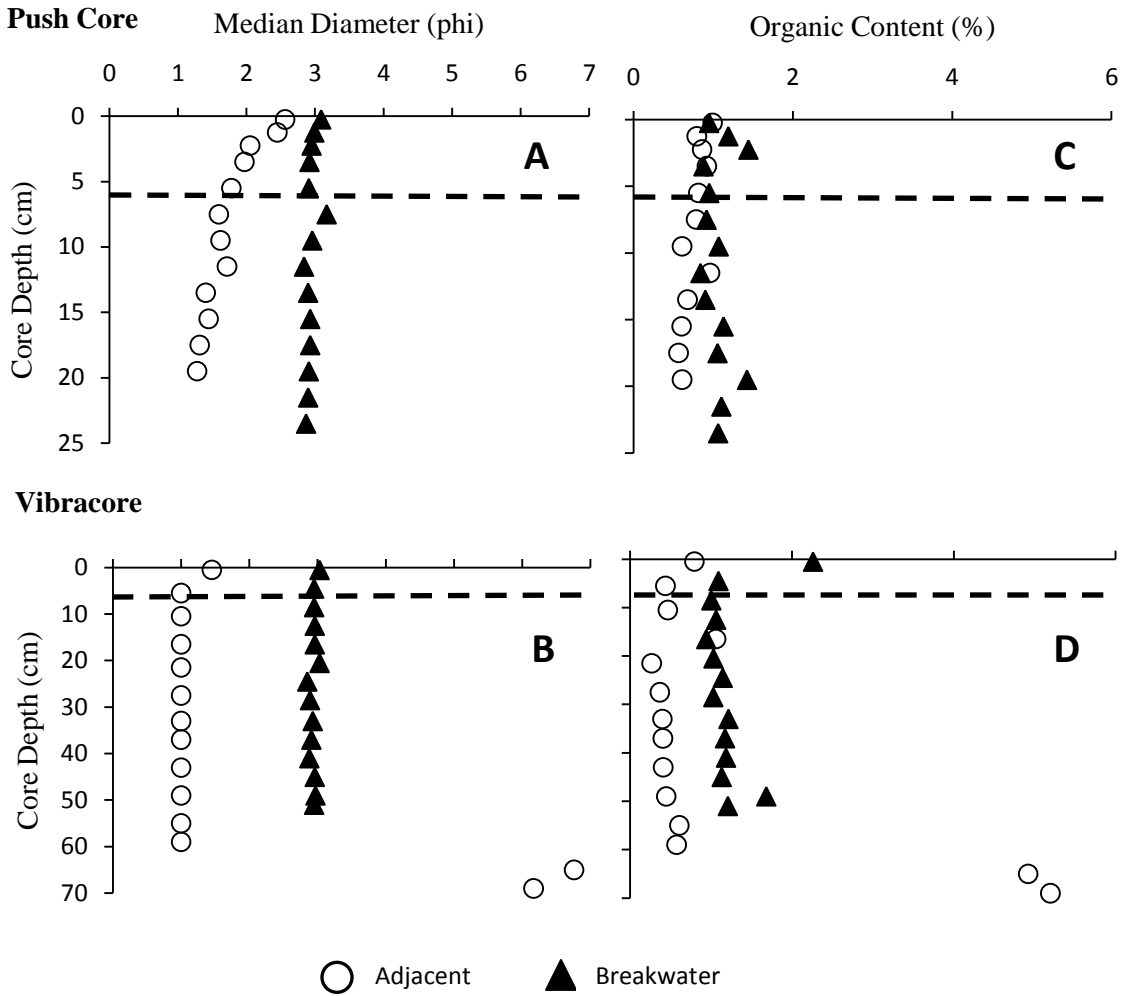 Push Core
Median Diameter (phi)
Organic Content (%)
0 1 2 3 4 5 6 7
0 2 4 6
0
5
10
15
20
25
Core Depth (cm)
A
C
Vibracore
0
10
20
30
40
50
60
70
Core Depth (cm)
B
D
Adjacent
Breakwater